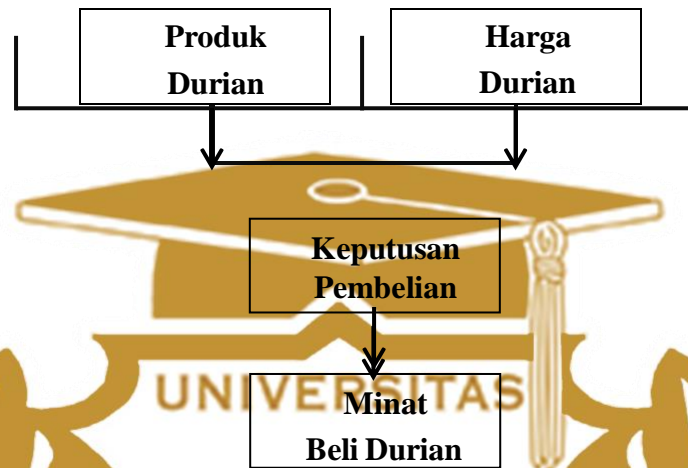 Produk
Durian
Harga
Durian
Keputusan
Pembelian
UNIVERSITAS
Minat
Beli Durian